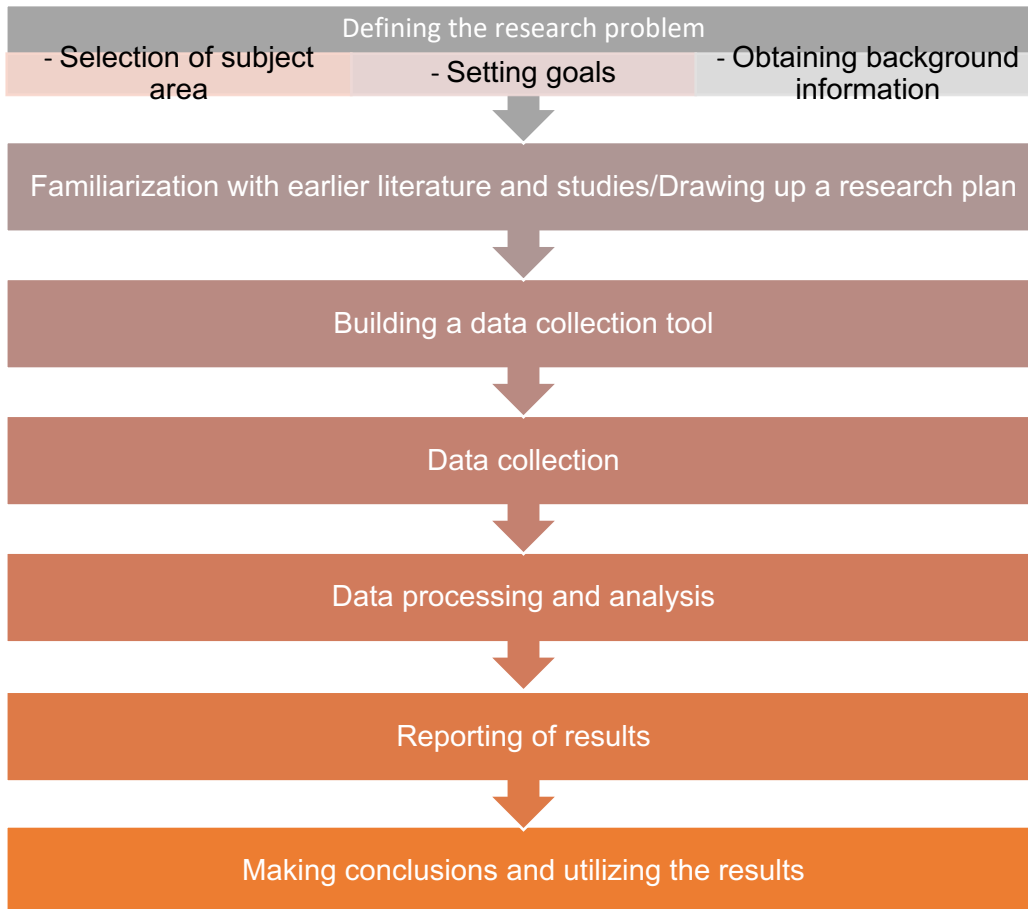 Defining the research problem
- Selection of subject
area
- Setting goals
- Obtaining background
information
Familiarization with earlier literature and studies/Drawing up a research plan
Building a data collection tool
Data collection
Data processing and analysis
Reporting of results
Making conclusions and utilizing the results